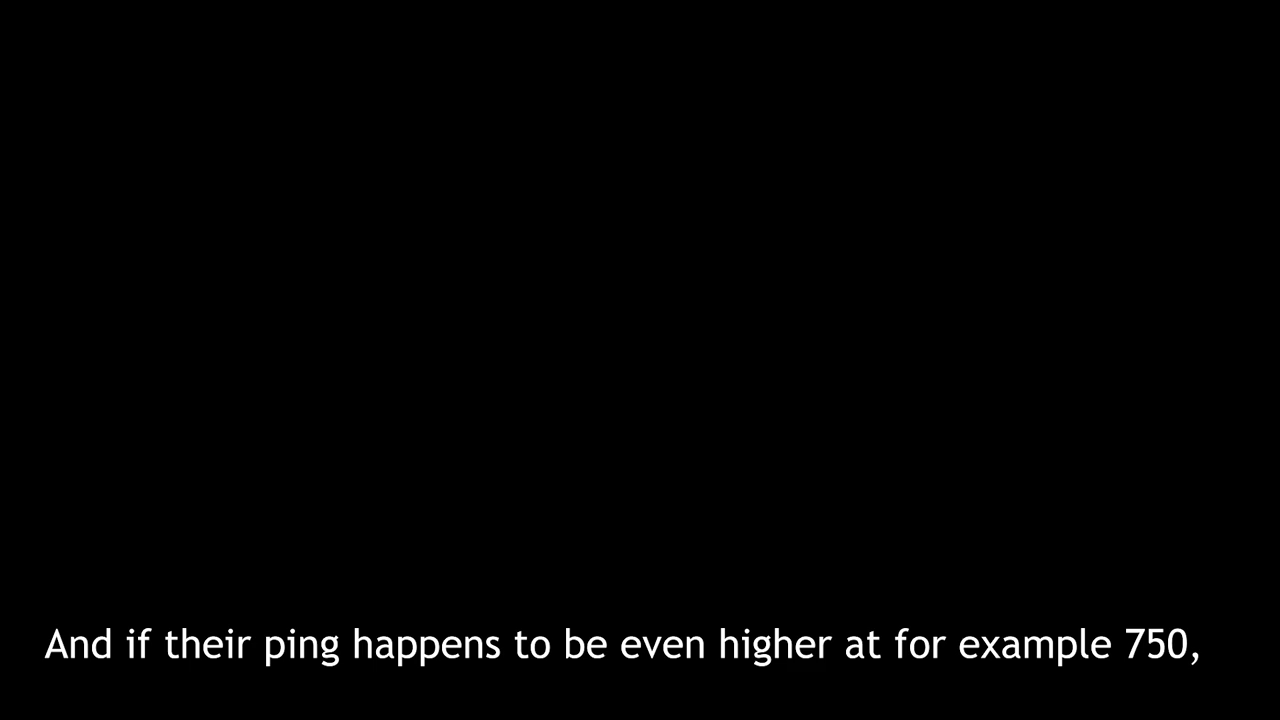 And if their ping happens to be even higher at for example 750,